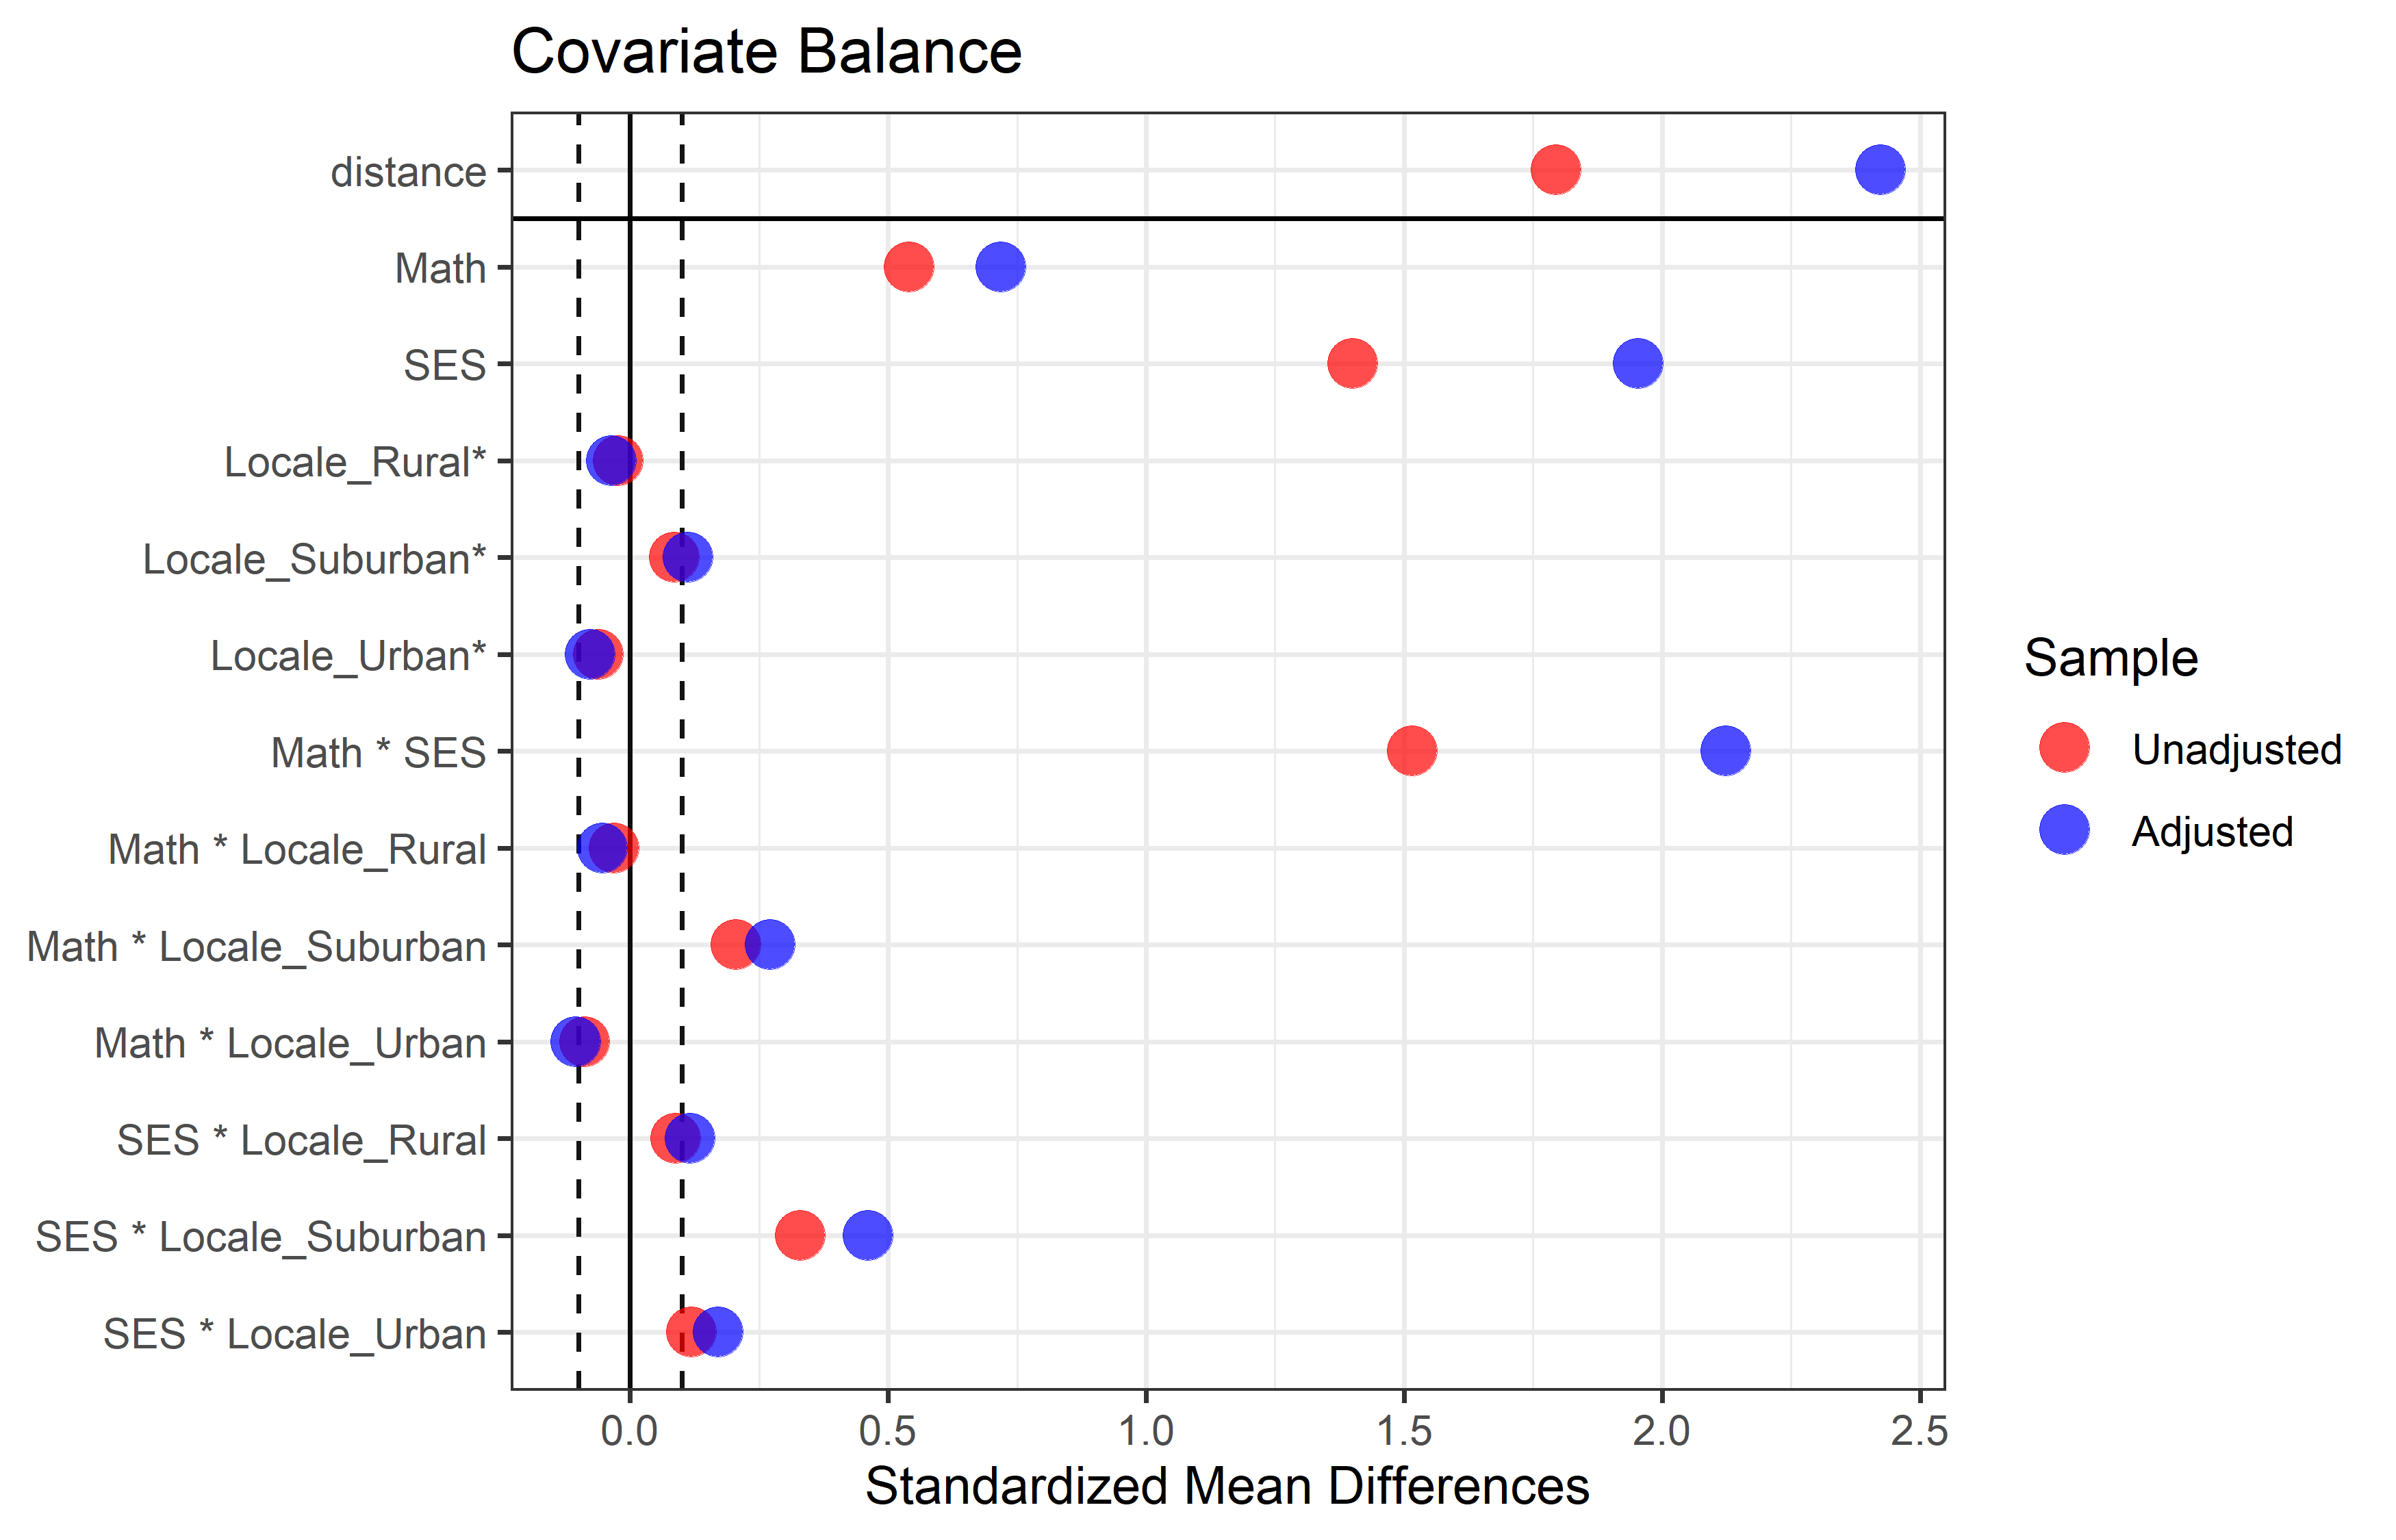 Covariate Balance
distance
Math
SES
Locale_Rural*
Locale_Suburban*
Locale_Urban*
Math * SES
Math * Locale_Rural
Math * Locale_Suburban
Math * Locale_Urban
SES * Locale_Rural
SES * Locale_Suburban
SES * Locale_Urban
0.0 0.5 1.0 1.5 2.0 2.5
Standardized Mean Differences
Sample
Unadjusted
Adjusted